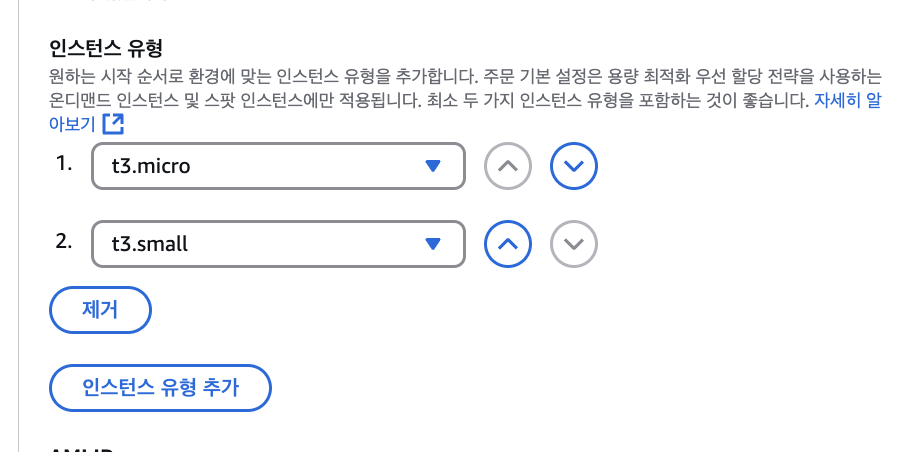 인스턴스 유형
원하는 시작 순서로 환경에 맞는 인스턴스 유형을 추가합니다. 주문 기본 설정은 용량 최적화 우선 할당 전략을 사용하는
온디맨드 인스턴스 및 스팟 인스턴스에만 적용됩니다. 최소 두 가지 인스턴스 유형을 포함하는 것이 좋습니다. 자세히 알
아보기
1. t3.micro
2. t3.small
제거
인스턴스 유형 추가